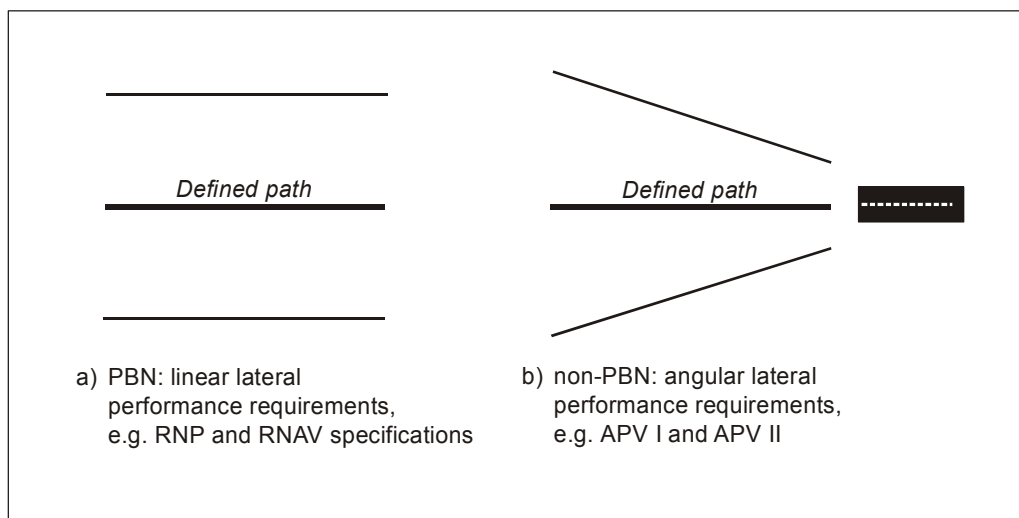 Defined path
Defined path
a) PBN: linear lateral
performance requirements,
e.g. RNP and RNAV specifications
b) non-PBN: angular lateral
performance requirements,
e.g. APV I and APV II